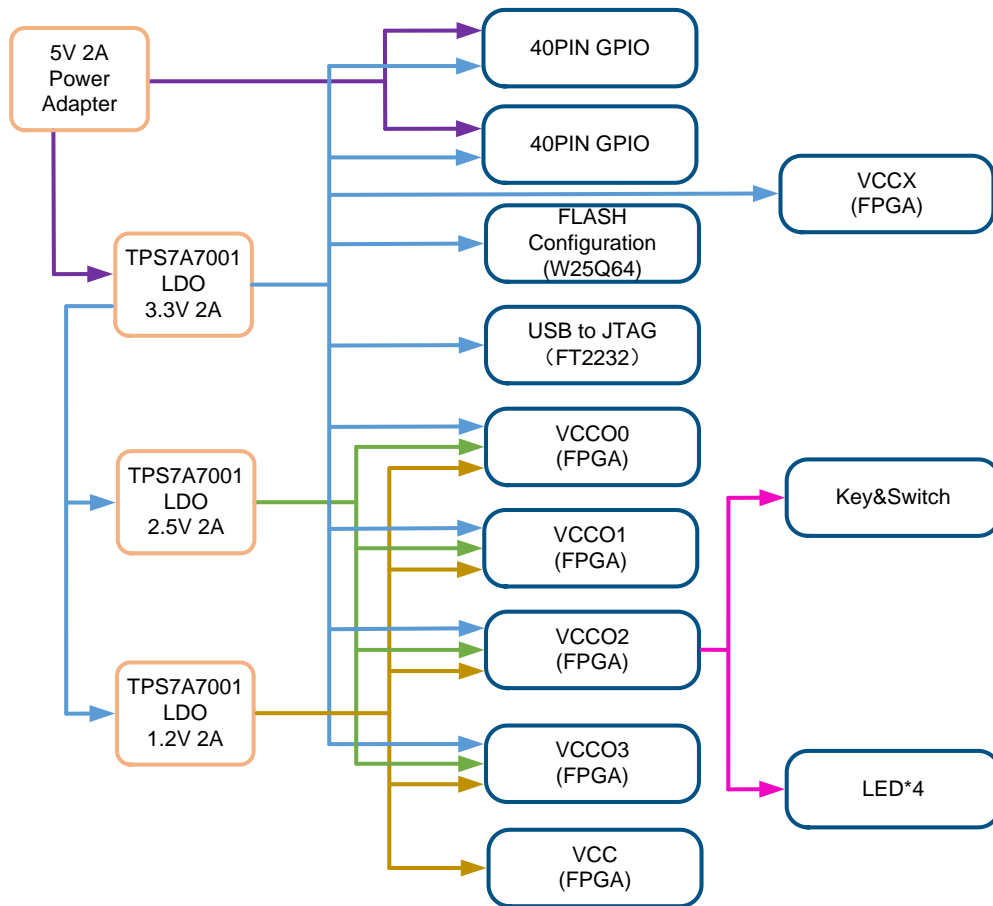 5V 2A
Power
Adapter
40PIN GPIO
40PIN GPIO
VCCX
(FPGA)
FLASH
Configuration
(W25Q64)
TPS7A7001
LDO
3.3V 2A
USB to JTAG
（FT2232）
VCCO0
(FPGA)
TPS7A7001
LDO
2.5V 2A
Key&Switch
VCCO1
(FPGA)
VCCO2
(FPGA)
TPS7A7001
LDO
1.2V 2A
VCCO3
(FPGA)
LED*4
VCC
(FPGA)